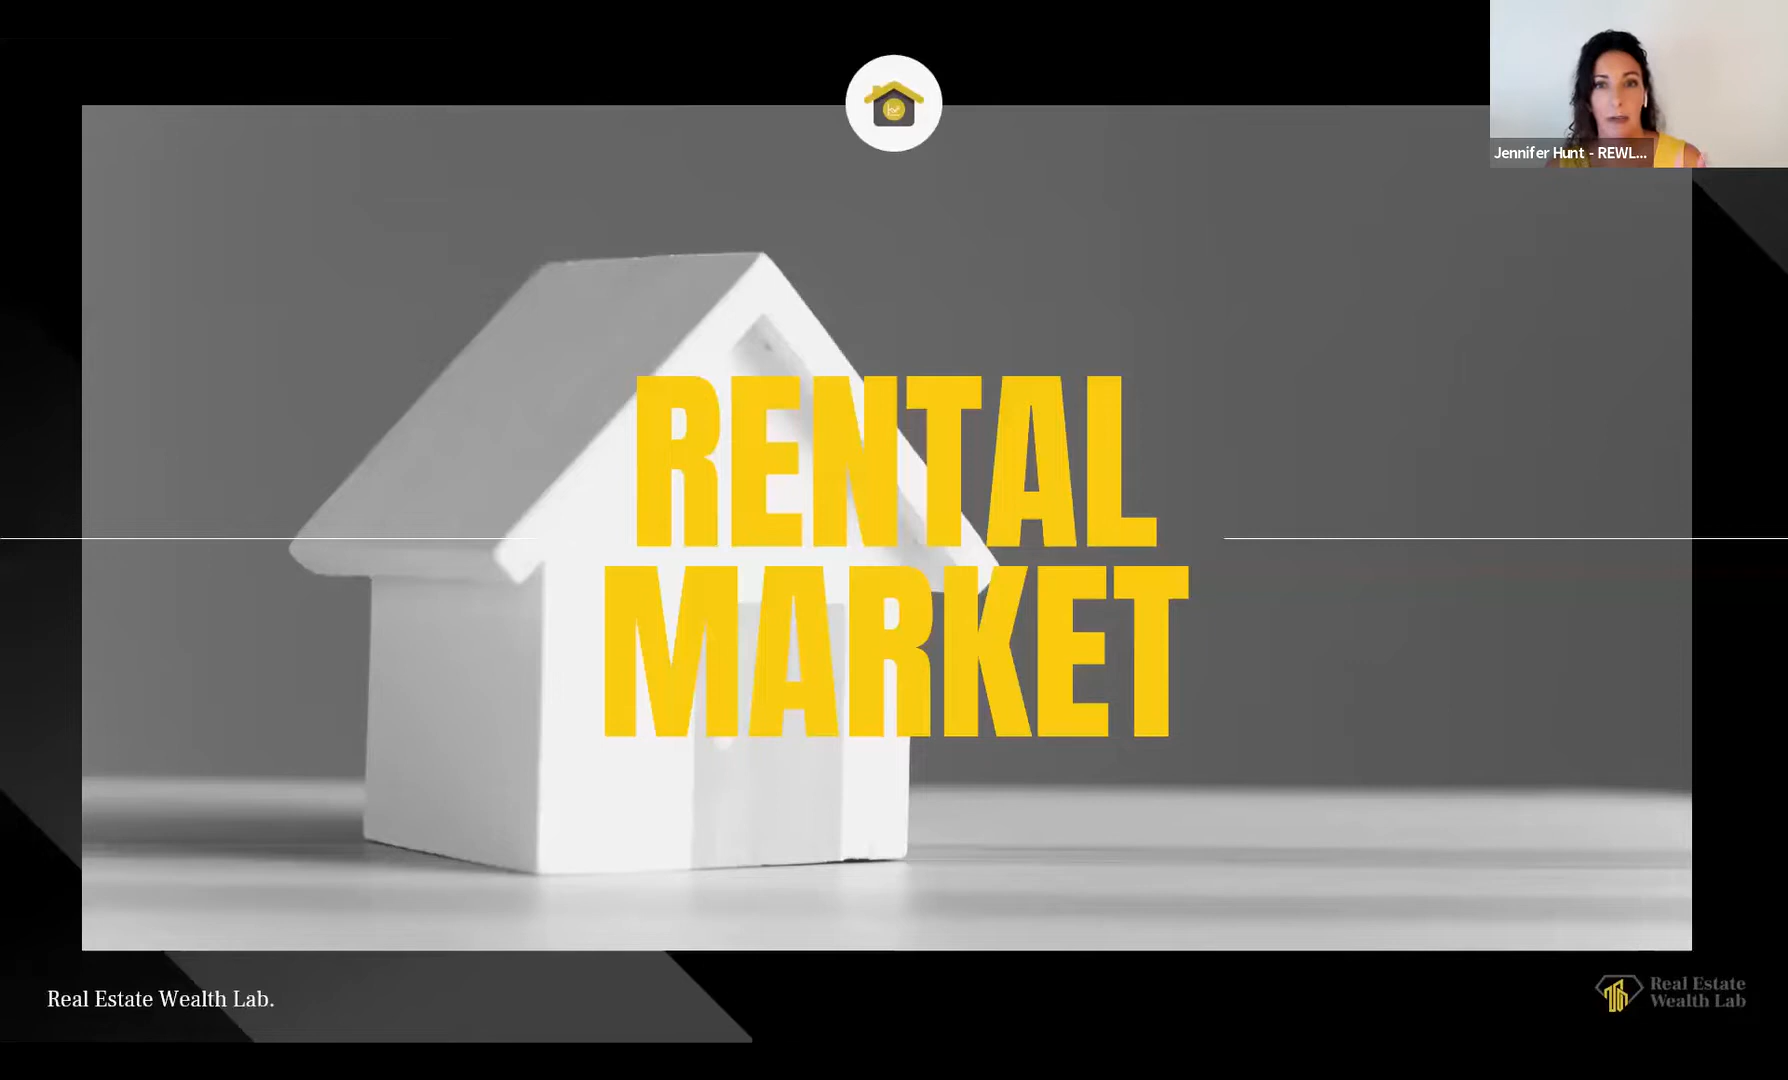 Jennifer Hunt - REWL...
RENTAL
MARKET
Real Estate Wealth Lab.
Real Estate
Wealth Lab